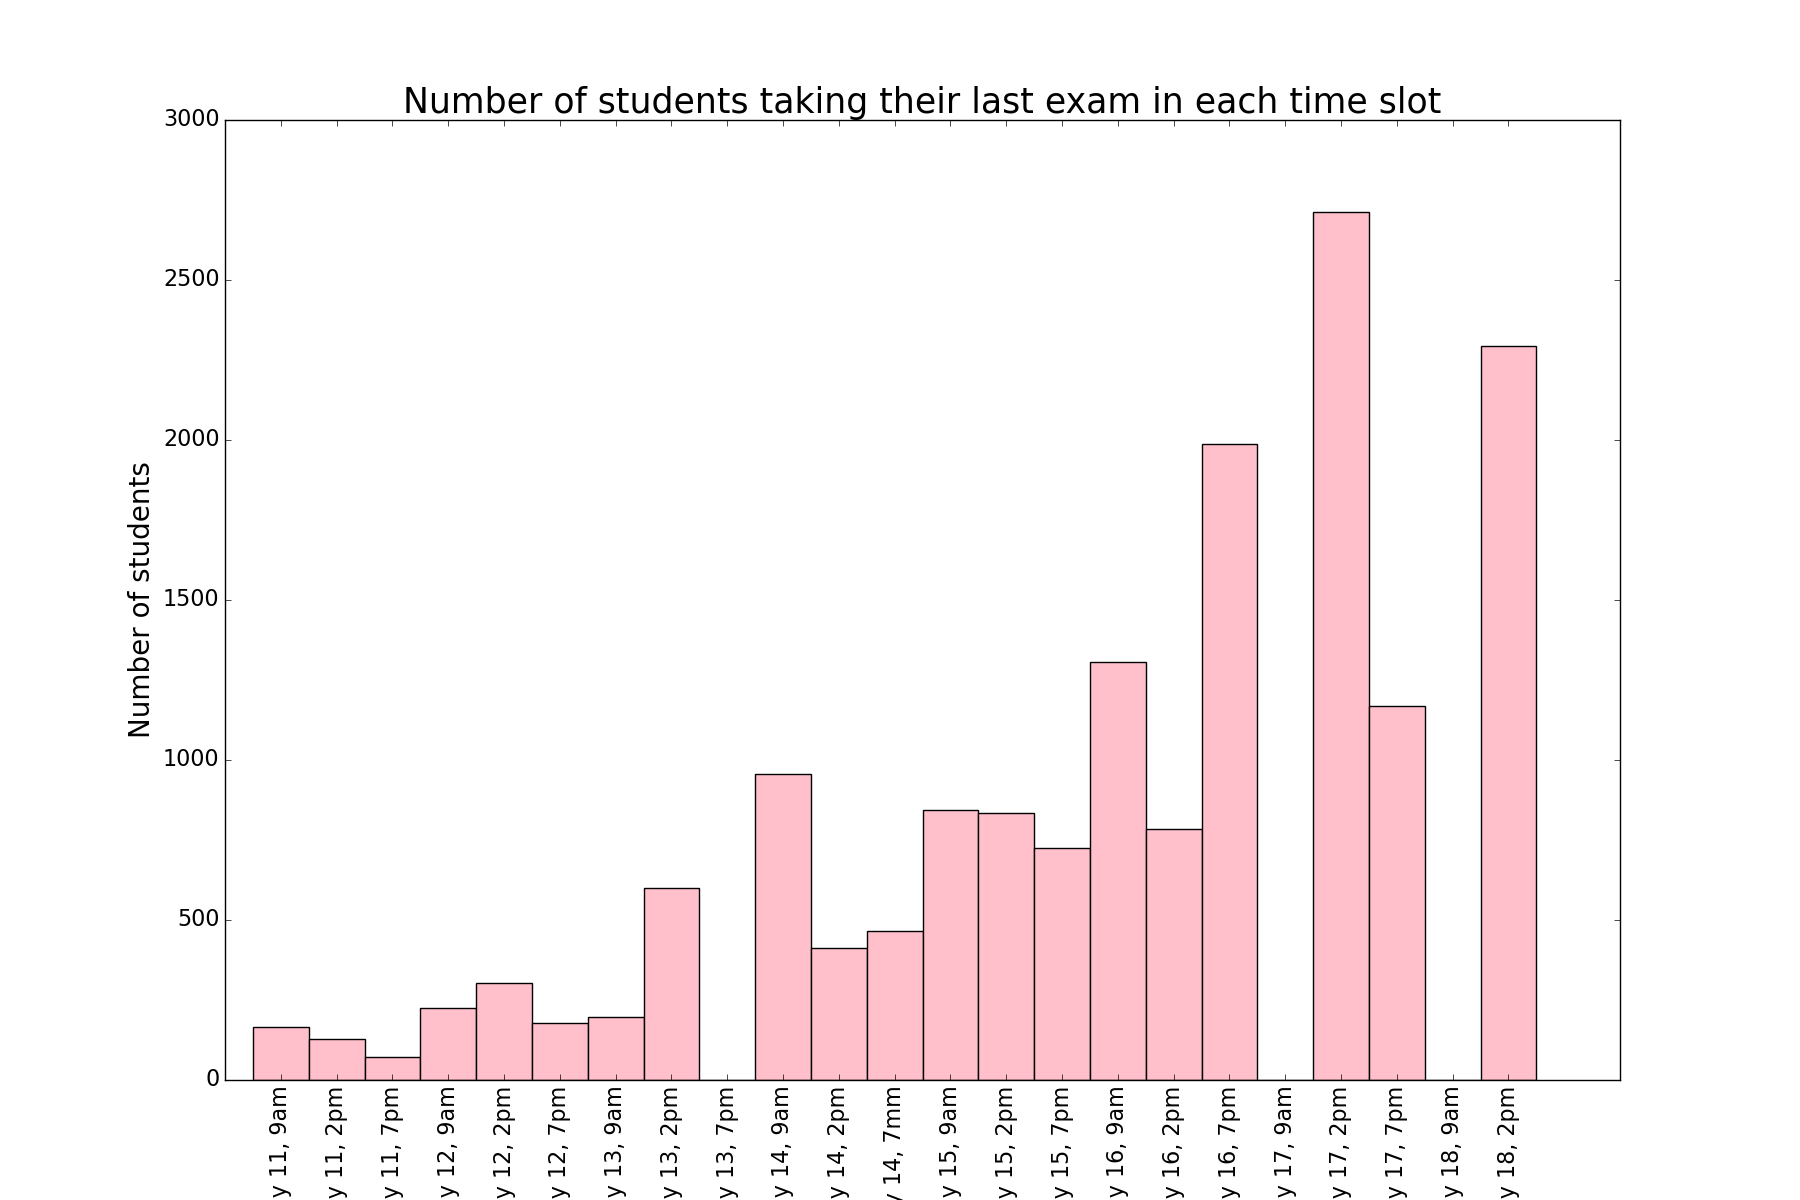 Number of students taking their last exam in each time slot
3000
2500
2000
1500
1000
500
0
Number of students
y 11, 9am
y 11, 2pm
y 11, 7pm
y 12, 9am
y 12, 2pm
y 12, 7pm
y 13, 9am
y 13, 2pm
y 13, 7pm
y 14, 9am
y 14, 2pm
y 14, 7mm
y 15, 9am
y 15, 2pm
y 15, 7pm
y 16, 9am
y 16, 2pm
y 16, 7pm
y 17, 9am
y 17, 2pm
y 17, 7pm
y 18, 9am
y 18, 2pm